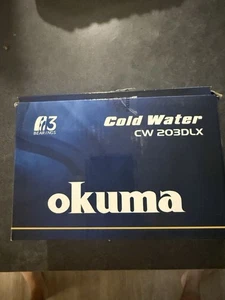 3
BEARINGS
Cold Water
CW 203DLX
okuma